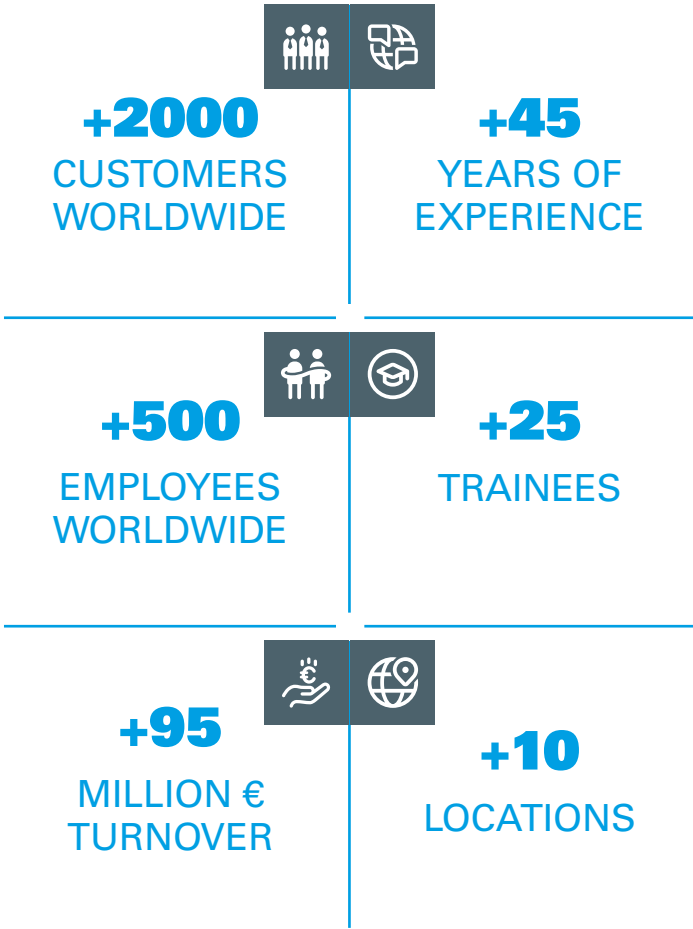 +2000
CUSTOMERS
WORLDWIDE
+45
YEARS OF
EXPERIENCE
+500
EMPLOYEES
WORLDWIDE
+25
TRAINEES
€
+95
MILLION €
TURNOVER
+10
LOCATIONS